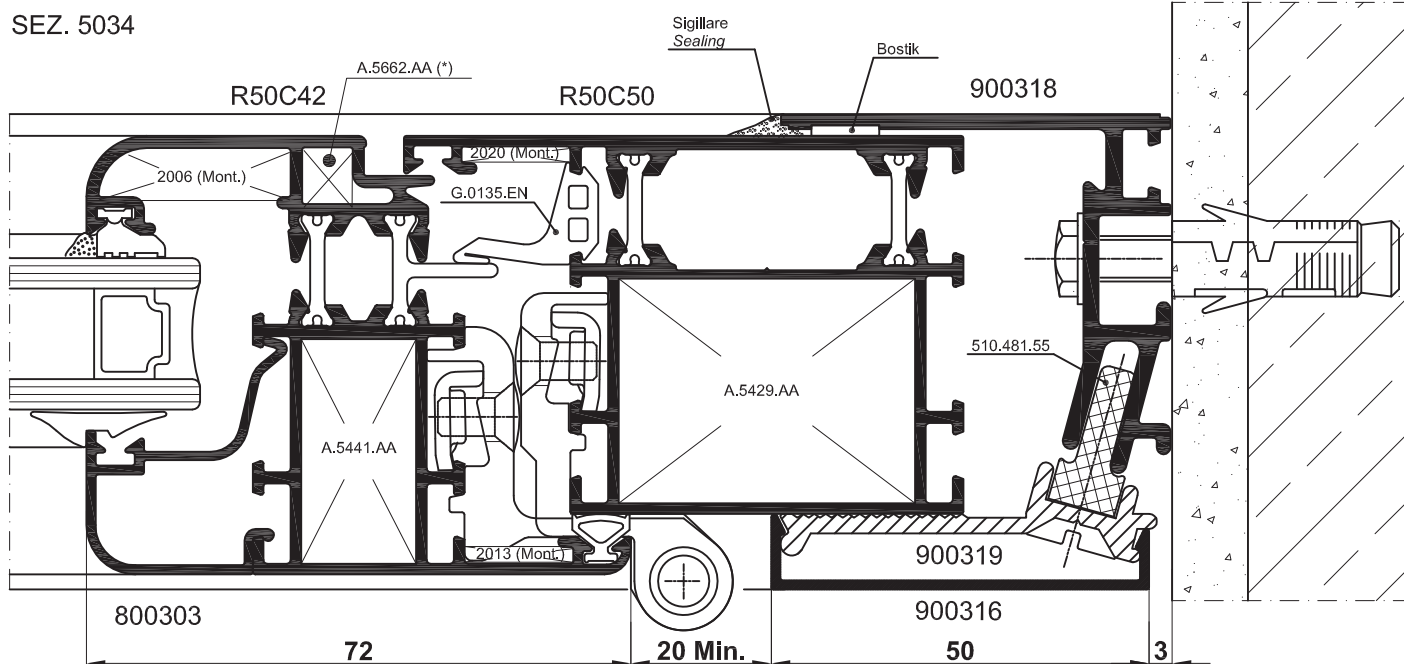 SEZ. 5034
Sigillare
Sealing
Bostik
A.5662.AA (*)
R50C42
R50C50
900318
2006 (Mont.)
2020 (Mont.)
G.0135.EN
510.481.55
A.5429.AA
A.5441.AA
2013 (Mont.)
900319
800303
900316
72
20 Min.
50
3